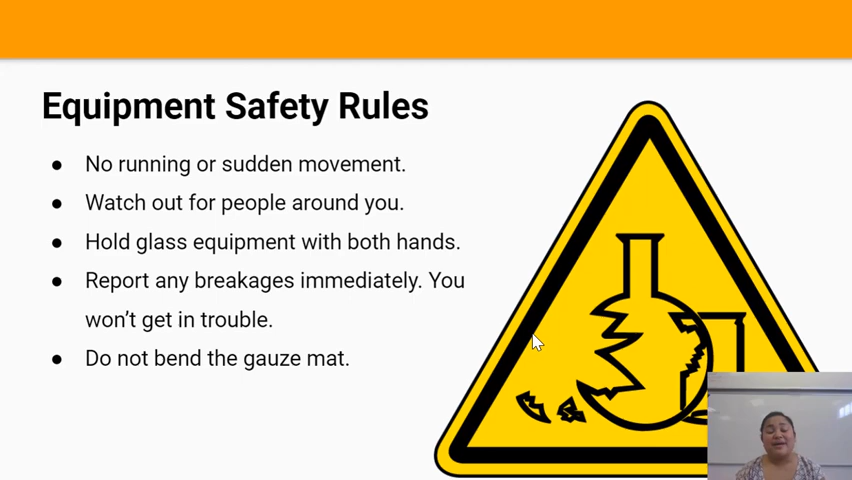 Equipment Safety Rules
● No running or sudden movement.
● Watch out for people around you.
● Hold glass equipment with both hands.
● Report any breakages immediately. You
won't get in trouble.
● Do not bend the gauze mat.